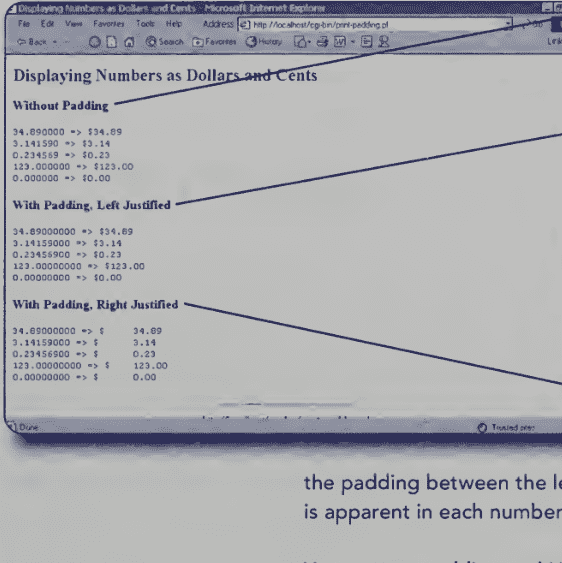 Displaying Numbers as Dollars and Cents - Microsoft Internet Explorer
File Edit View Favorites Tools Help Address http://localhost/cgi-bin/print-padding.pl
Back Search Favorites History
Displaying Numbers as Dollars and Cents
Without Padding
34.890000 => $34.89
3.141590 => $3.14
0.234569 => $0.23
123.000000 => $123.00
0.000000 => $0.00
With Padding, Left Justified
34.89000000 => $34.89
3.14159000 => $3.14
0.23456900 => $0.23
123.00000000 => $123.00
0.00000000 => $0.00
With Padding, Right Justified
34.89000000 => $ 34.89
3.14159000 => $ 3.14
0.23456900 => $ 0.23
123.00000000 => $ 123.00
0.00000000 => $ 0.00
Done
the padding between the le
is apparent in each number